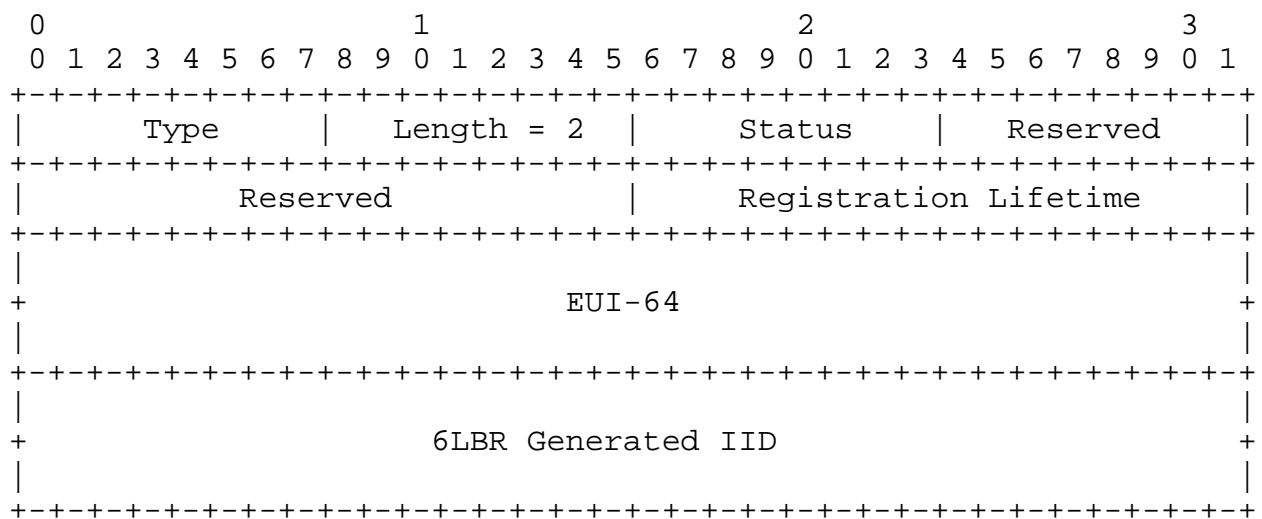 0                   1                   2                   3
 0 1 2 3 4 5 6 7 8 9 0 1 2 3 4 5 6 7 8 9 0 1 2 3 4 5 6 7 8 9 0 1
+-+-+-+-+-+-+-+-+-+-+-+-+-+-+-+-+-+-+-+-+-+-+-+-+-+-+-+-+-+-+-+-+
|      Type     |   Length = 2  |     Status    |   Reserved    |
+-+-+-+-+-+-+-+-+-+-+-+-+-+-+-+-+-+-+-+-+-+-+-+-+-+-+-+-+-+-+-+-+
|           Reserved            |     Registration Lifetime     |
+-+-+-+-+-+-+-+-+-+-+-+-+-+-+-+-+-+-+-+-+-+-+-+-+-+-+-+-+-+-+-+-+
|                                                               |
+                            EUI-64                             +
|                                                               |
+-+-+-+-+-+-+-+-+-+-+-+-+-+-+-+-+-+-+-+-+-+-+-+-+-+-+-+-+-+-+-+-+
|                                                               |
+                     6LBR Generated IID                        +
|                                                               |
+-+-+-+-+-+-+-+-+-+-+-+-+-+-+-+-+-+-+-+-+-+-+-+-+-+-+-+-+-+-+-+-+